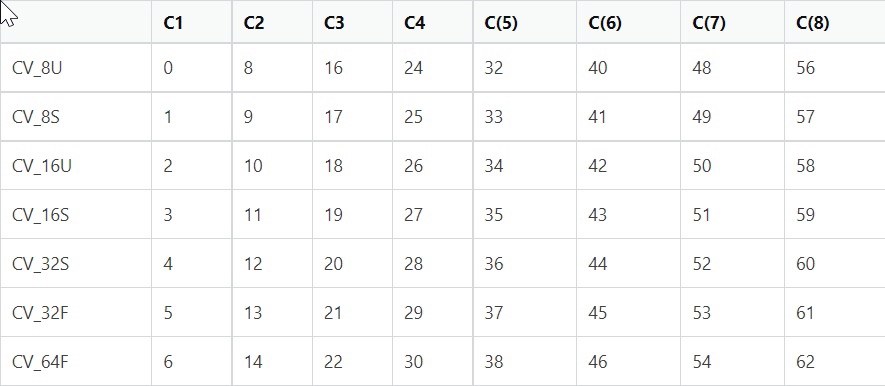 C1 C2 C3 C4 C(5) C(6) C(7) C(8)
CV_8U 0 8 16 24 32 40 48 56
CV_8S 1 9 17 25 33 41 49 57
CV_16U 2 10 18 26 34 42 50 58
CV_16S 3 11 19 27 35 43 51 59
CV_32S 4 12 20 28 36 44 52 60
CV_32F 5 13 21 29 37 45 53 61
CV_64F 6 14 22 30 38 46 54 62